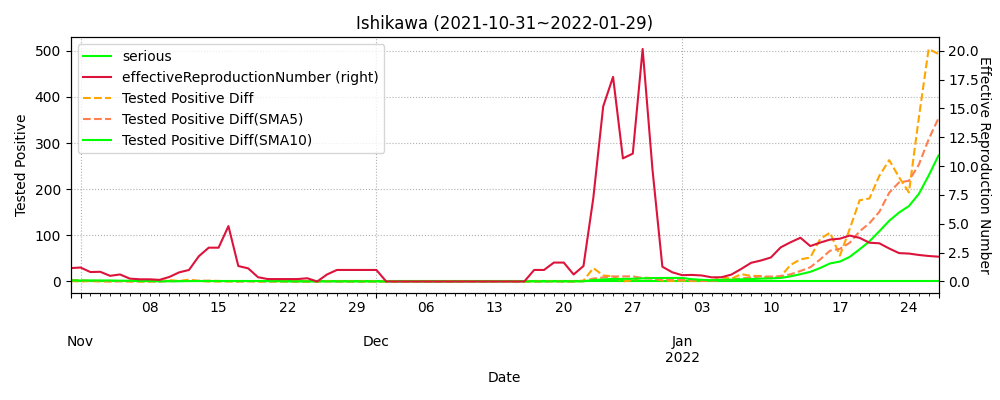 Ishikawa (2021-10-31~2022-01-29)
serious
effectiveReproductionNumber (right)
Tested Positive Diff
Tested Positive Diff(SMA5)
Tested Positive Diff(SMA10)
Tested Positive
500
400
300
200
100
0
20.0
17.5
15.0
12.5
10.0
7.5
5.0
2.5
0.0
Effective Reproduction Number
08 15 22 29 06 13 20 27 03 10 17 24
Nov Dec Jan
2022
Date